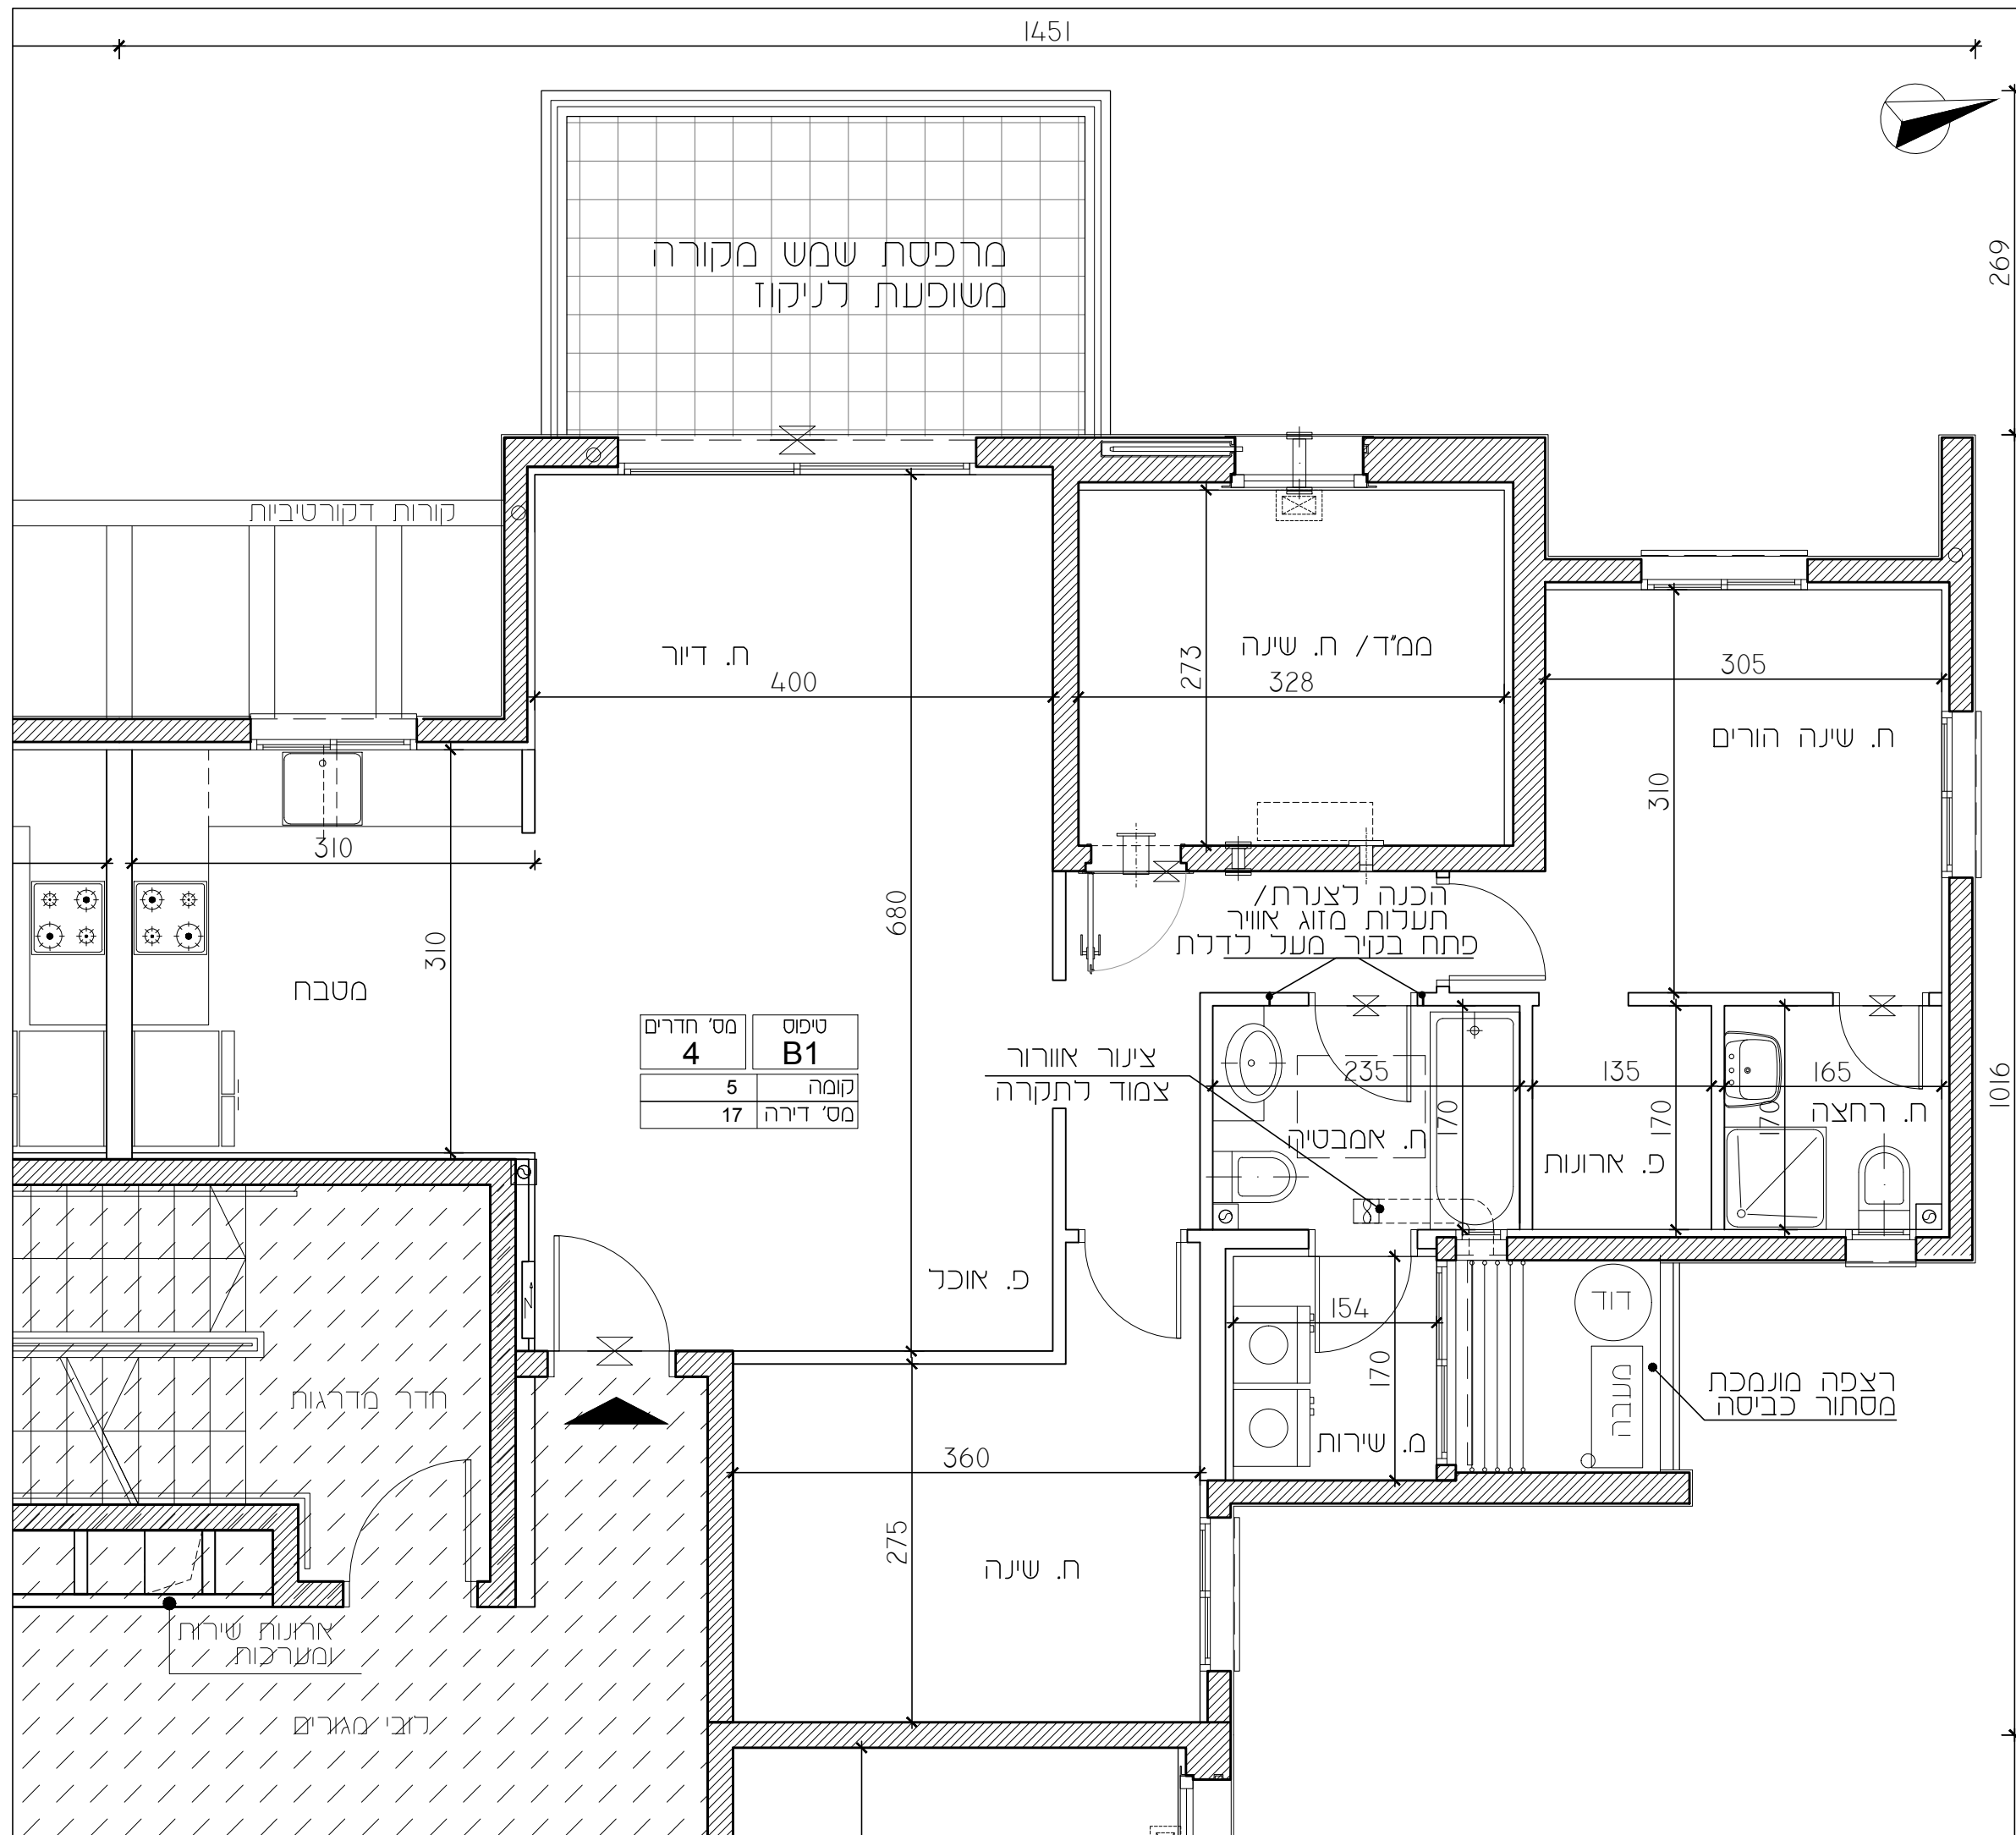 1451
269
מרפסת שמש מקורה
משופעת לניקוז
קורות דקורטיביות
ח. דיור
400
680
ממ"ד/ ח. שינה
273
328
305
ח. שינה הורים
310
310
310
מטבח
הכנה לצנרת/
תעלות מזוג אוויר
פתח בקיר מעל לדלת
טיפוס
B1
מס' חדרים
4
קומה 5
מס' דירה 17
צינור אוורור
צמוד לתקרה
235
170
ח. אמבטיה
135
170
פ. ארונות
165
170
ח. רחצה
1016
פ. אוכל
154
170
מ. שירות
דוד
מעבה
רצפה מונמכת
מסתור כביסה
חדר מדרגות
360
275
ח. שינה
ארונות שירות
ומערכות
לובי מגורים